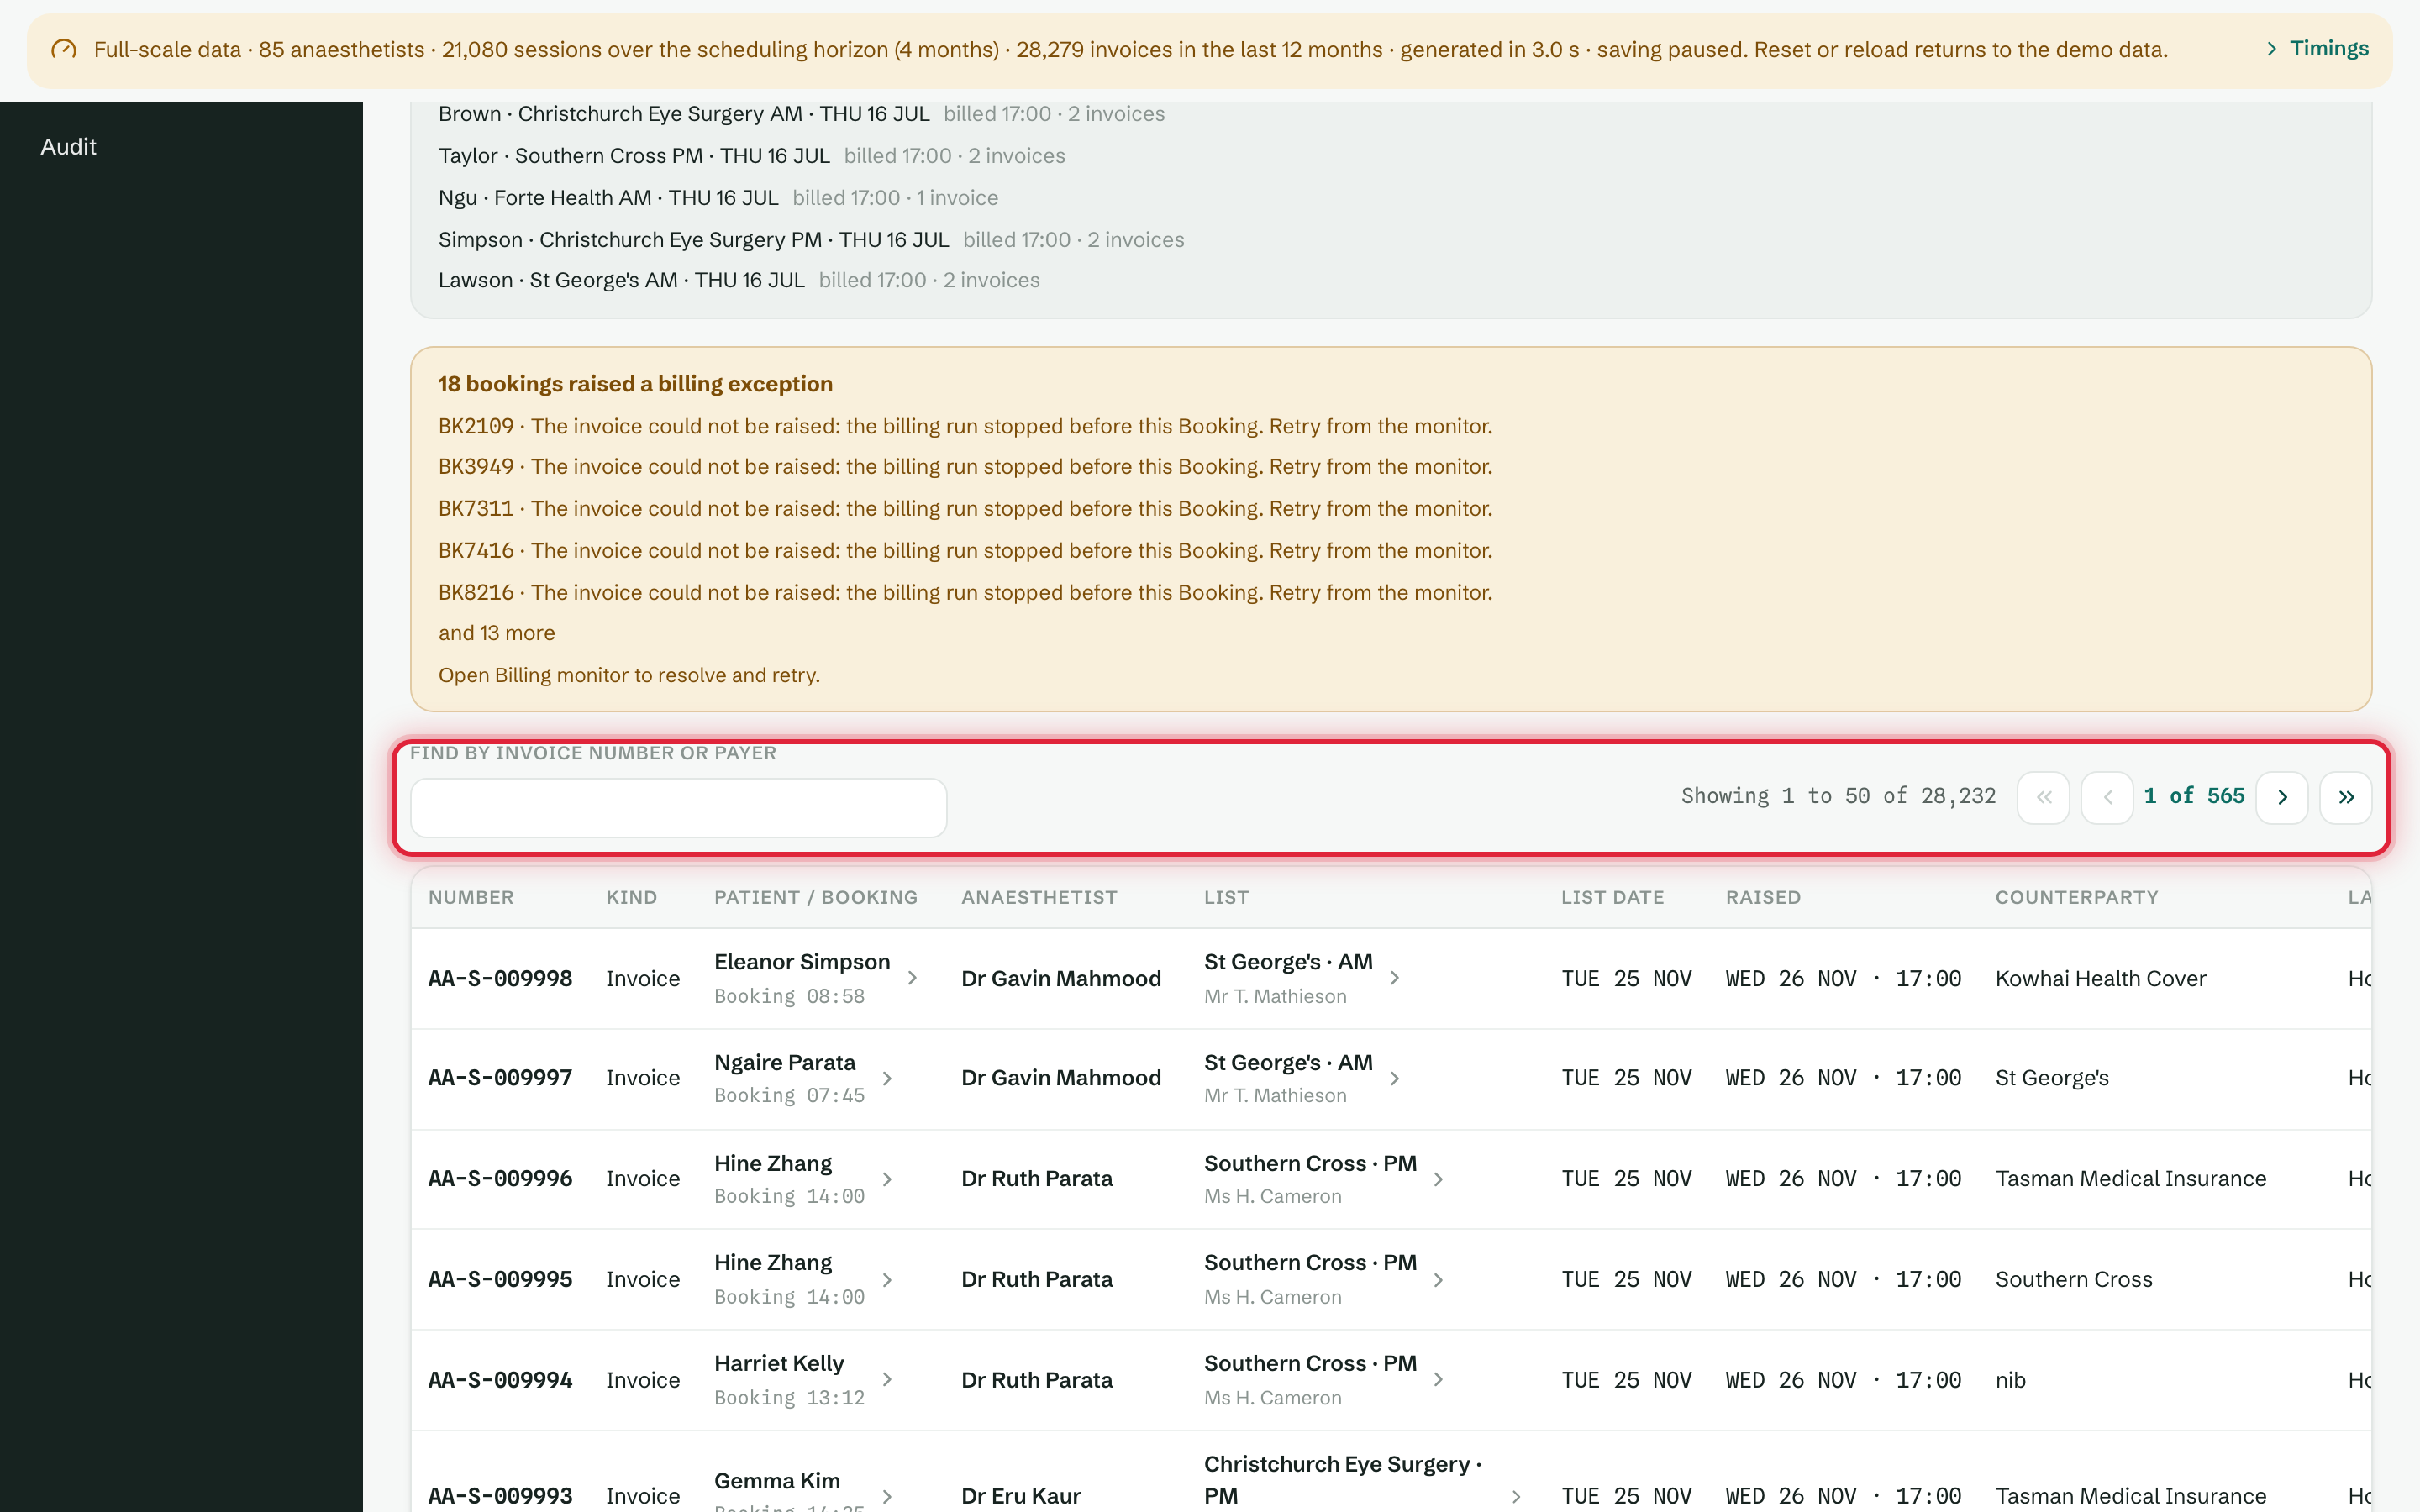 Full-scale data · 85 anaesthetists · 21,080 sessions over the scheduling horizon (4 months) · 28,279 invoices in the last 12 months · generated in 3.0 s · saving paused. Reset or reload returns to the demo data.
Timings
Audit
Brown · Christchurch Eye Surgery AM · THU 16 JUL billed 17:00 · 2 invoices
Taylor · Southern Cross PM · THU 16 JUL billed 17:00 · 2 invoices
Ngu · Forte Health AM · THU 16 JUL billed 17:00 · 1 invoice
Simpson · Christchurch Eye Surgery PM · THU 16 JUL billed 17:00 · 2 invoices
Lawson · St George's AM · THU 16 JUL billed 17:00 · 2 invoices
18 bookings raised a billing exception
BK2109 · The invoice could not be raised: the billing run stopped before this Booking. Retry from the monitor.
BK3949 · The invoice could not be raised: the billing run stopped before this Booking. Retry from the monitor.
BK7311 · The invoice could not be raised: the billing run stopped before this Booking. Retry from the monitor.
BK7416 · The invoice could not be raised: the billing run stopped before this Booking. Retry from the monitor.
BK8216 · The invoice could not be raised: the billing run stopped before this Booking. Retry from the monitor.
and 13 more
Open Billing monitor to resolve and retry.
FIND BY INVOICE NUMBER OR PAYER
Showing 1 to 50 of 28,232 « ‹ 1 of 565 › »
NUMBER KIND PATIENT / BOOKING ANAESTHETIST LIST LIST DATE RAISED COUNTERPARTY
AA-S-009998 Invoice Eleanor Simpson Dr Gavin Mahmood St George's · AM TUE 25 NOV WED 26 NOV · 17:00 Kowhai Health Cover
Booking 08:58 Mr T. Mathieson
AA-S-009997 Invoice Ngaire Parata Dr Gavin Mahmood St George's · AM TUE 25 NOV WED 26 NOV · 17:00 St George's
Booking 07:45 Mr T. Mathieson
AA-S-009996 Invoice Hine Zhang Dr Ruth Parata Southern Cross · PM TUE 25 NOV WED 26 NOV · 17:00 Tasman Medical Insurance
Booking 14:00 Ms H. Cameron
AA-S-009995 Invoice Hine Zhang Dr Ruth Parata Southern Cross · PM TUE 25 NOV WED 26 NOV · 17:00 Southern Cross
Booking 14:00 Ms H. Cameron
AA-S-009994 Invoice Harriet Kelly Dr Ruth Parata Southern Cross · PM TUE 25 NOV WED 26 NOV · 17:00 nib
Booking 13:12 Ms H. Cameron
AA-S-009993 Invoice Gemma Kim Dr Eru Kaur Christchurch Eye Surgery · PM TUE 25 NOV WED 26 NOV · 17:00 Tasman Medical Insurance